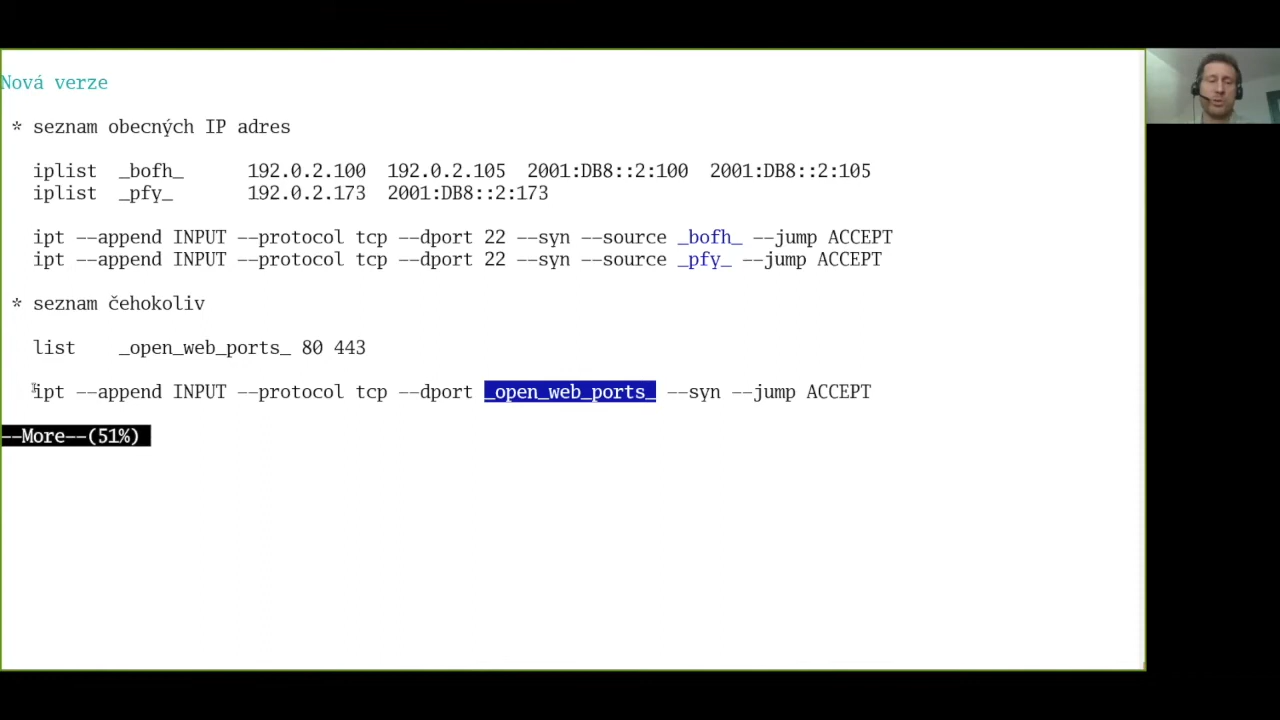 Nová verze
* seznam obecných IP adres
iplist _bofh_ 192.0.2.100 192.0.2.105 2001:DB8::2:100 2001:DB8::2:105
iplist _pfy_ 192.0.2.173 2001:DB8::2:173
ipt --append INPUT --protocol tcp --dport 22 --syn --source _bofh_ --jump ACCEPT
ipt --append INPUT --protocol tcp --dport 22 --syn --source _pfy_ --jump ACCEPT
* seznam čehokoliv
list _open_web_ports_ 80 443
ipt --append INPUT --protocol tcp --dport _open_web_ports_ --syn --jump ACCEPT
--More--(51%)